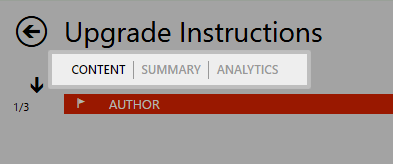 Upgrade Instructions
CONTENT | SUMMARY | ANALYTICS
1/3
AUTHOR